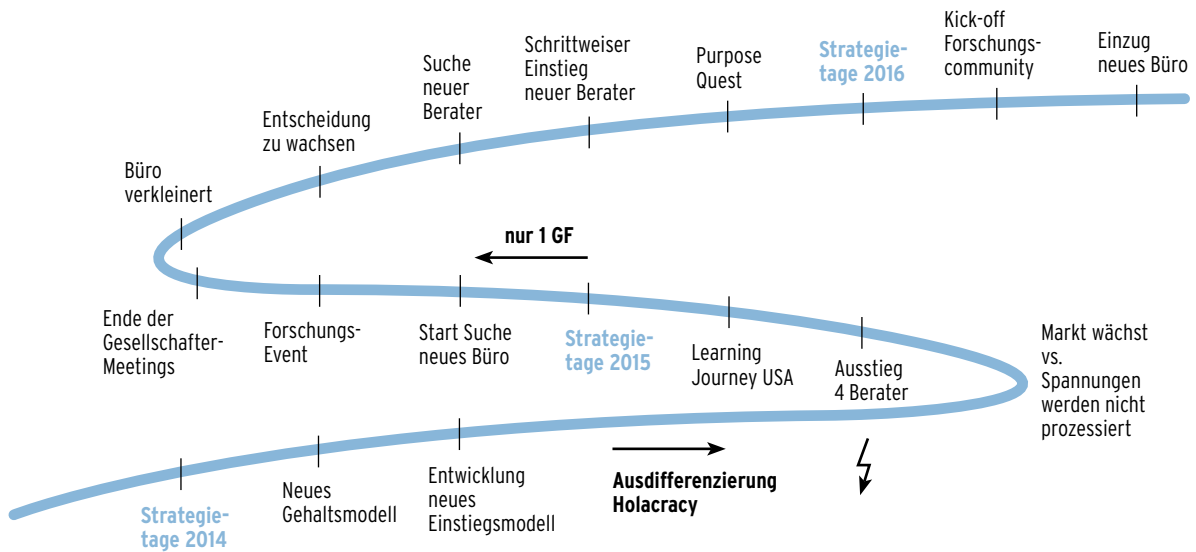 Kick-off
Forschungs-
community
Einzug
neues Büro
Strategie-
tage 2016
Purpose
Quest
Schrittweiser
Einstieg
neuer Berater
Suche
neuer
Berater
Entscheidung
zu wachsen
Büro
verkleinert
nur 1 GF
Ende der
Gesellschafter-
Meetings
Forschungs-
Event
Start Suche
neues Büro
Strategie-
tage 2015
Learning
Journey USA
Ausstieg
4 Berater
Markt wächst
vs.
Spannungen
werden nicht
prozessiert
Strategie-
tage 2014
Neues
Gehaltsmodell
Entwicklung
neues
Einstiegsmodell
Ausdifferenzierung
Holacracy